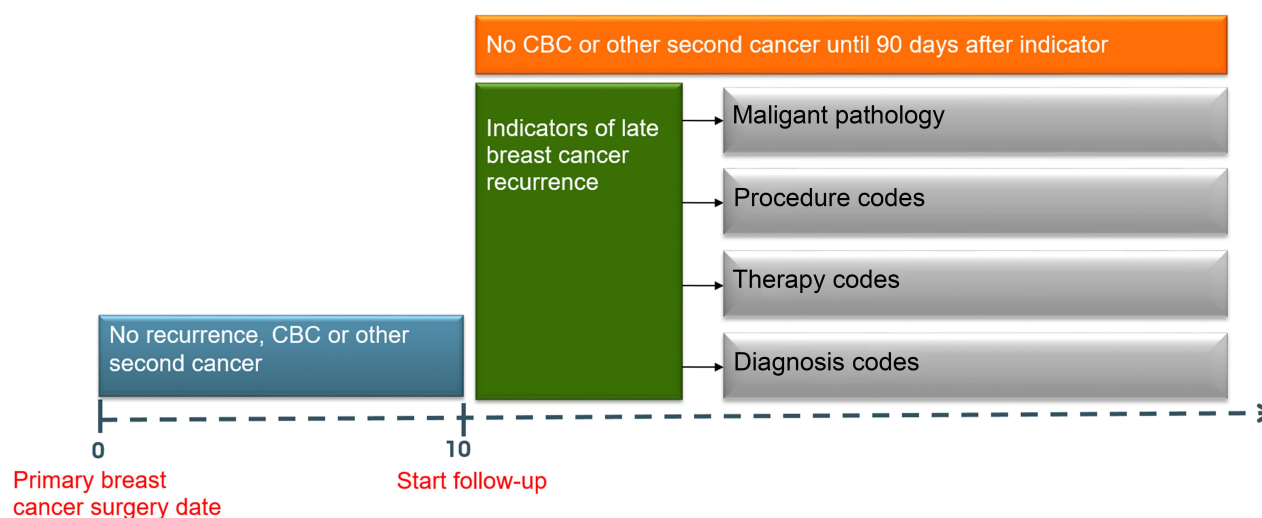 No CBC or other second cancer until 90 days after indicator
Indicators of late
breast cancer
recurrence
Maligant pathology
Procedure codes
Therapy codes
Diagnosis codes
No recurrence, CBC or other
second cancer
0
10
Primary breast
cancer surgery date
Start follow-up